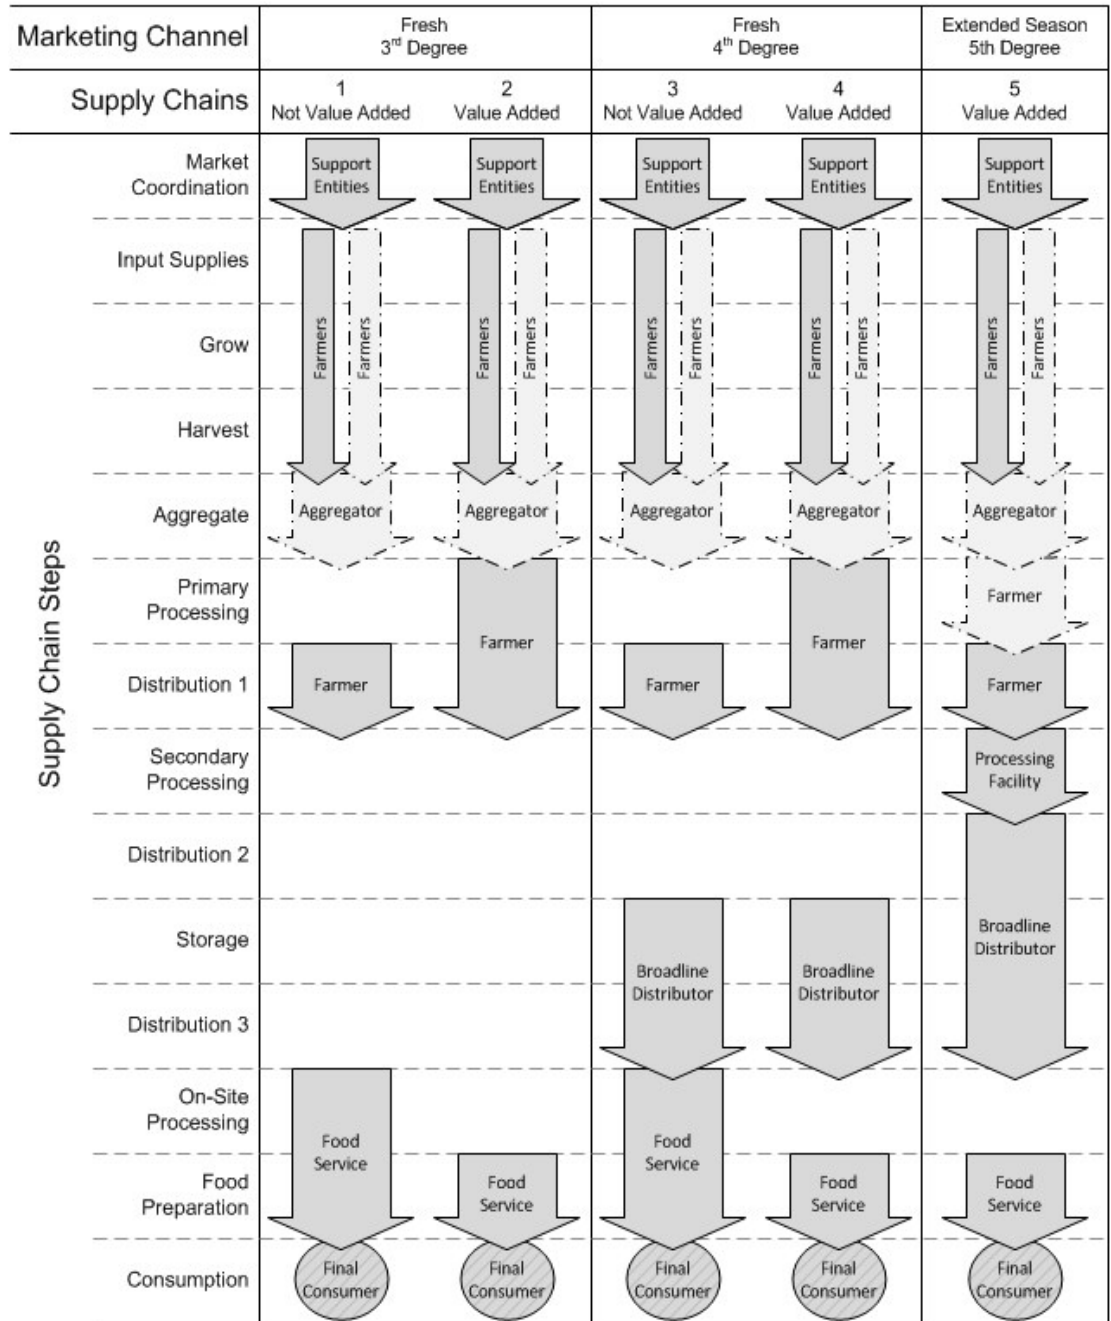 Marketing Channel
Fresh
3rd Degree
Fresh
4th Degree
Extended Season
5th Degree
Supply Chains
1
Not Value Added
2
Value Added
3
Not Value Added
4
Value Added
5
Value Added
Supply Chain Steps
Market
Coordination
Support
Entities
Support
Entities
Support
Entities
Support
Entities
Support
Entities
Input Supplies
Grow
Farmers
Farmers
Farmers
Farmers
Farmers
Farmers
Farmers
Farmers
Farmers
Farmers
Harvest
Aggregate
Aggregator
Aggregator
Aggregator
Aggregator
Aggregator
Primary
Processing
Farmer
Farmer
Farmer
Distribution 1
Farmer
Farmer
Farmer
Secondary
Processing
Processing
Facility
Distribution 2
Storage
Broadline
Distributor
Broadline
Distributor
Broadline
Distributor
Distribution 3
On-Site
Processing
Food
Service
Food
Service
Food
Preparation
Food
Service
Food
Service
Food
Service
Consumption
Final
Consumer
Final
Consumer
Final
Consumer
Final
Consumer
Final
Consumer